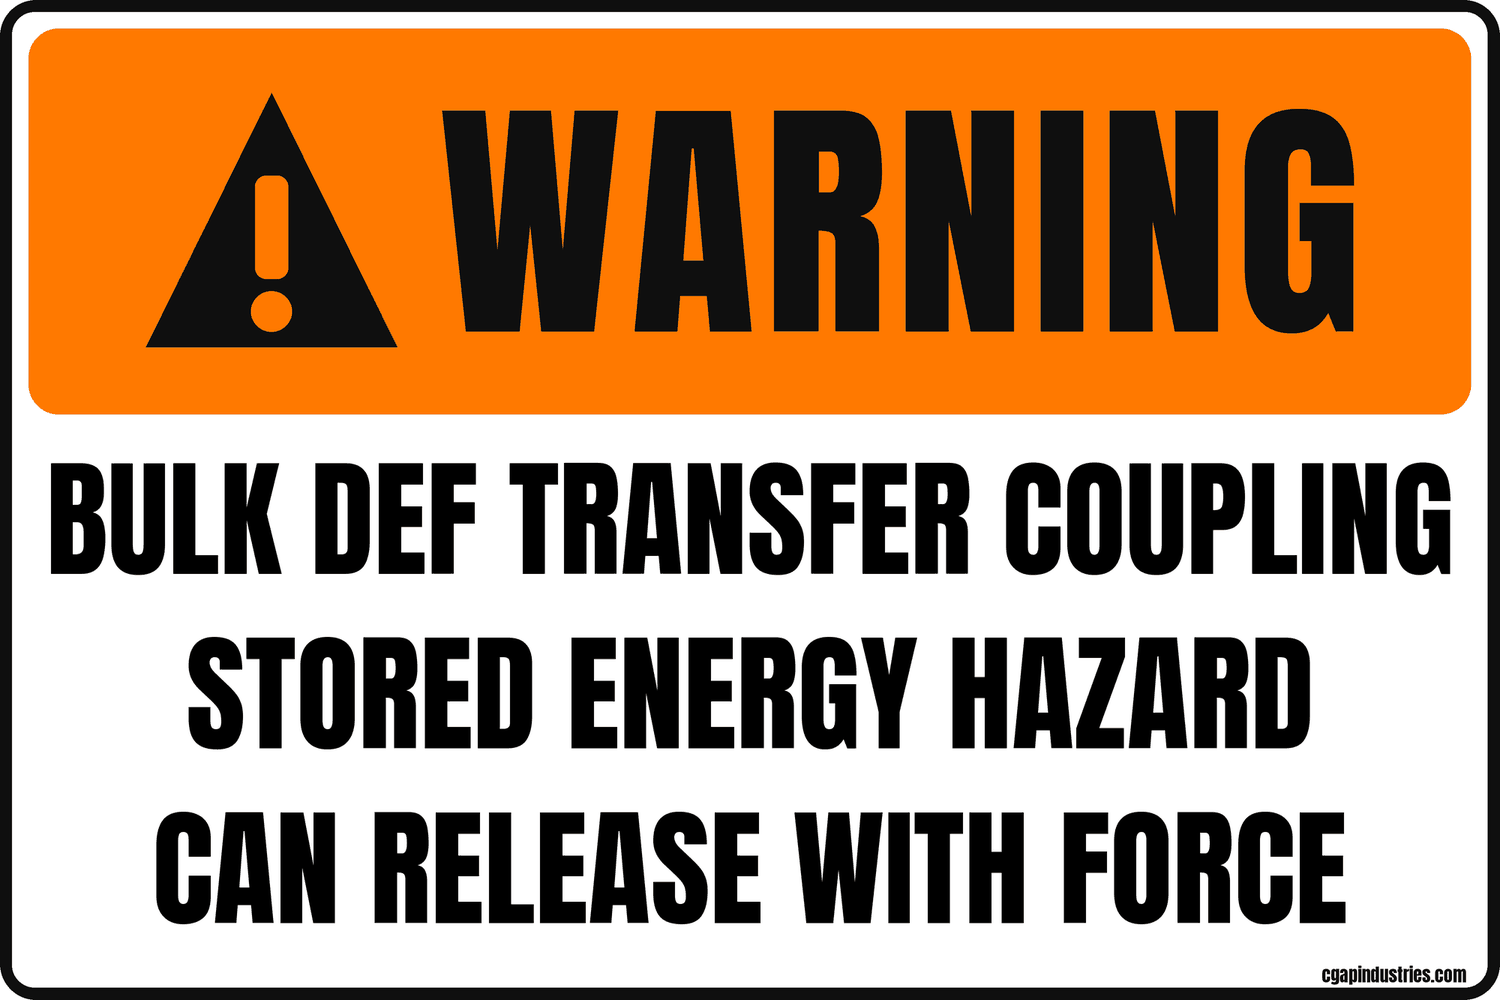 WARNING
BULK DEF TRANSFER COUPLING
STORED ENERGY HAZARD
CAN RELEASE WITH FORCE
cgapindustries.com